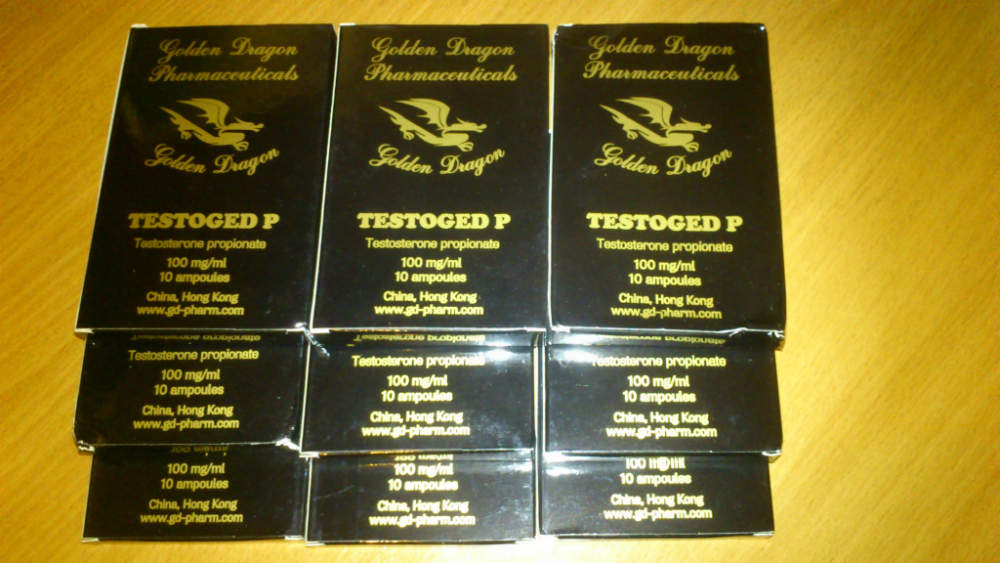 Golden Dragon
Pharmaceuticals
Golden Dragon
TESTOGED P
Testosterone propionate
100 mg/ml
10 ampoules
China, Hong Kong
www.gd-pharm.com
Golden Dragon
Pharmaceuticals
Golden Dragon
TESTOGED P
Testosterone propionate
100 mg/ml
10 ampoules
China, Hong Kong
www.gd-pharm.com
Golden Dragon
Pharmaceuticals
Golden Dragon
TESTOGED P
Testosterone propionate
100 mg/ml
10 ampoules
China, Hong Kong
www.gd-pharm.com
Testosterone propionate
100 mg/ml
10 ampoules
China, Hong Kong
www.gd-pharm.com
Testosterone propionate
100 mg/ml
10 ampoules
China, Hong Kong
www.gd-pharm.com
Testosterone propionate
100 mg/ml
10 ampoules
China, Hong Kong
www.gd-pharm.com
100 mg/ml
10 ampoules
China, Hong Kong
www.gd-pharm.com
100 mg/ml
10 ampoules
China, Hong Kong
www.gd-pharm.com
100
10 ampoules
China, Hong Kong
www.gd-pharm.com